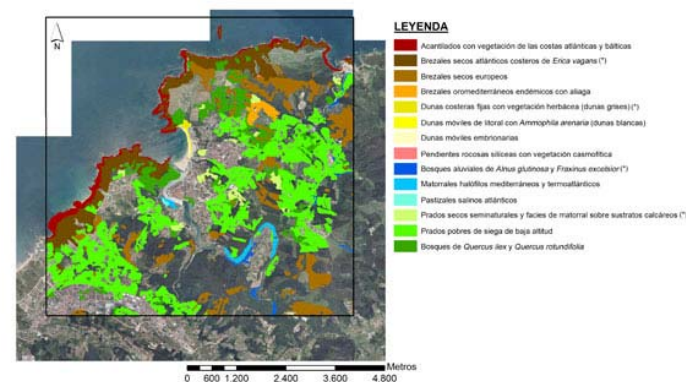 N
LEYENDA
Acantilados con vegetación de las costas atlánticas y bálticas
Brezales secos atlánticos costeros de Erica vagans (*)
Brezales secos europeos
Brezales oromediterráneos endémicos con aliaga
Dunas costeras fijas con vegetación herbácea (dunas grises) (*)
Dunas móviles de litoral con Ammophila arenaria (dunas blancas)
Dunas móviles embrionarias
Pendientes rocosas silíceas con vegetación casmofítica
Bosques aluviales de Alnus glutinosa y Fraxinus excelsior (*)
Matorrales halófilos mediterráneos y termoatlánticos
Pastizales salinos atlánticos
Prados secos seminaturales y facies de matorral sobre sustratos calcáreos (*
Prados pobres de siega de baja altitud
Bosques de Quercus ilex y Quercus rotundifolia
Metros
0 600 1.200 2.400 3.600 4.800